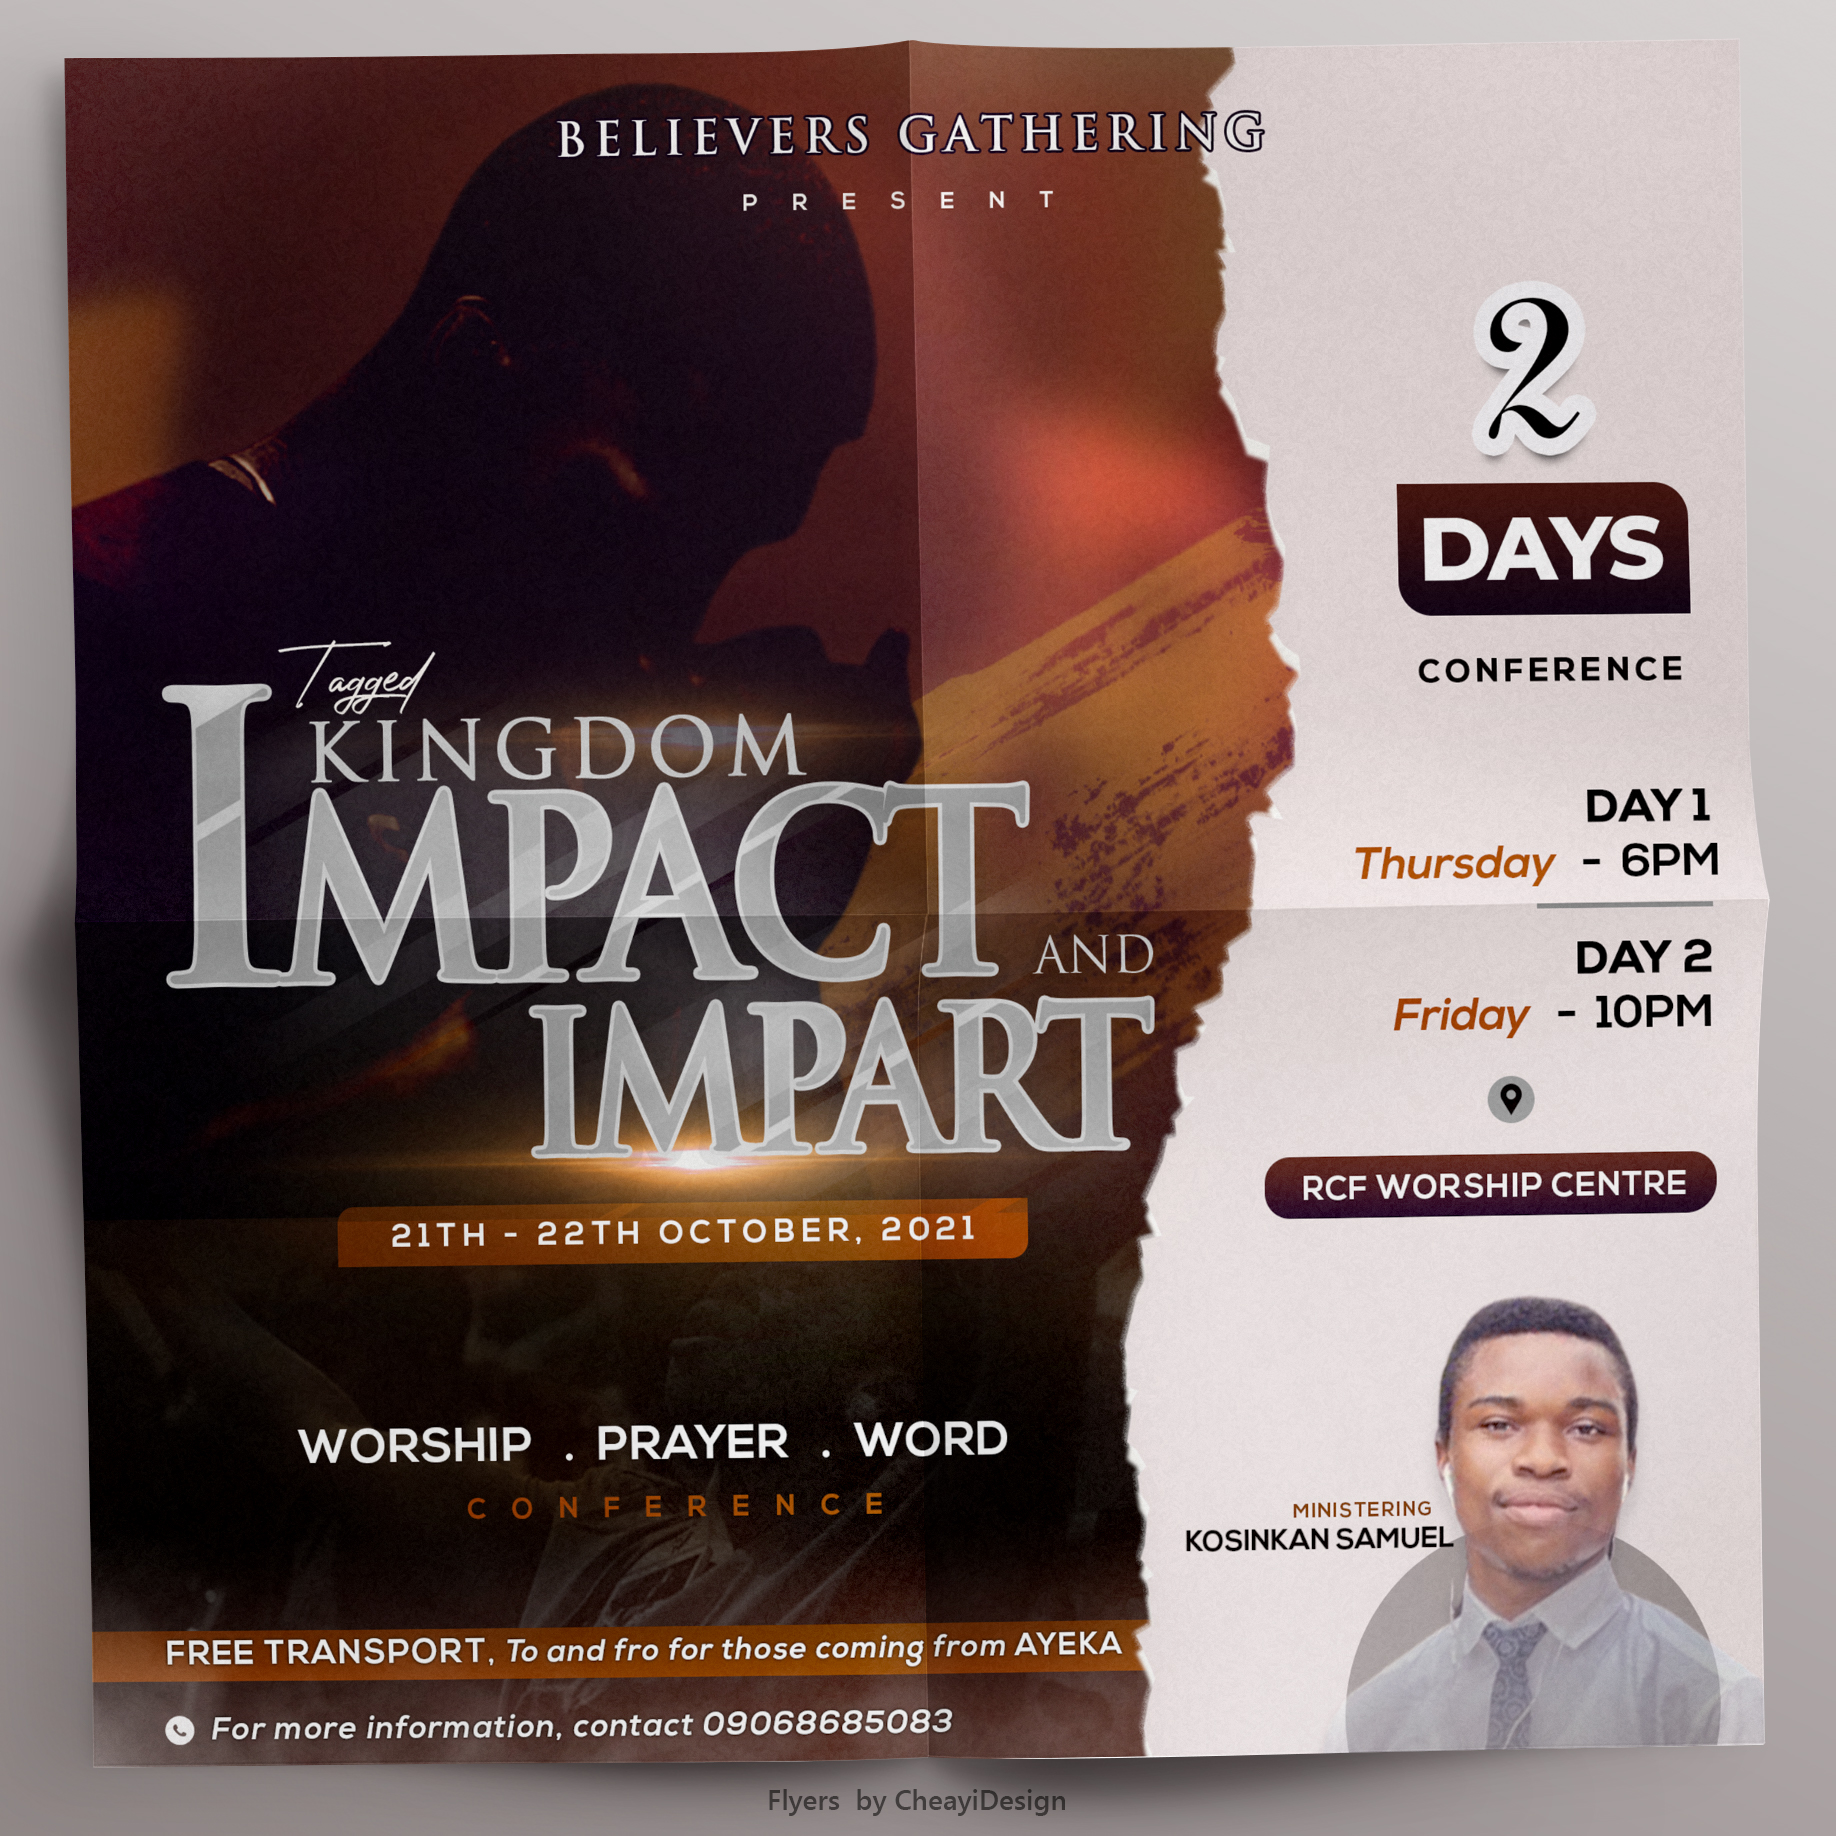 BELIEVERS GATHERING
PRESENT
Tagged
KINGDOM
IMPACT
AND
IMPART
21TH - 22TH OCTOBER, 2021
WORSHIP . PRAYER . WORD
CONFERENCE
FREE TRANSPORT, To and fro for those coming from AYEKA
For more information, contact 09068685083
2
DAYS
CONFERENCE
DAY 1
Thursday - 6PM
DAY 2
Friday - 10PM
RCF WORSHIP CENTRE
MINISTERING
KOSINKAN SAMUEL
Flyers by CheayiDesign